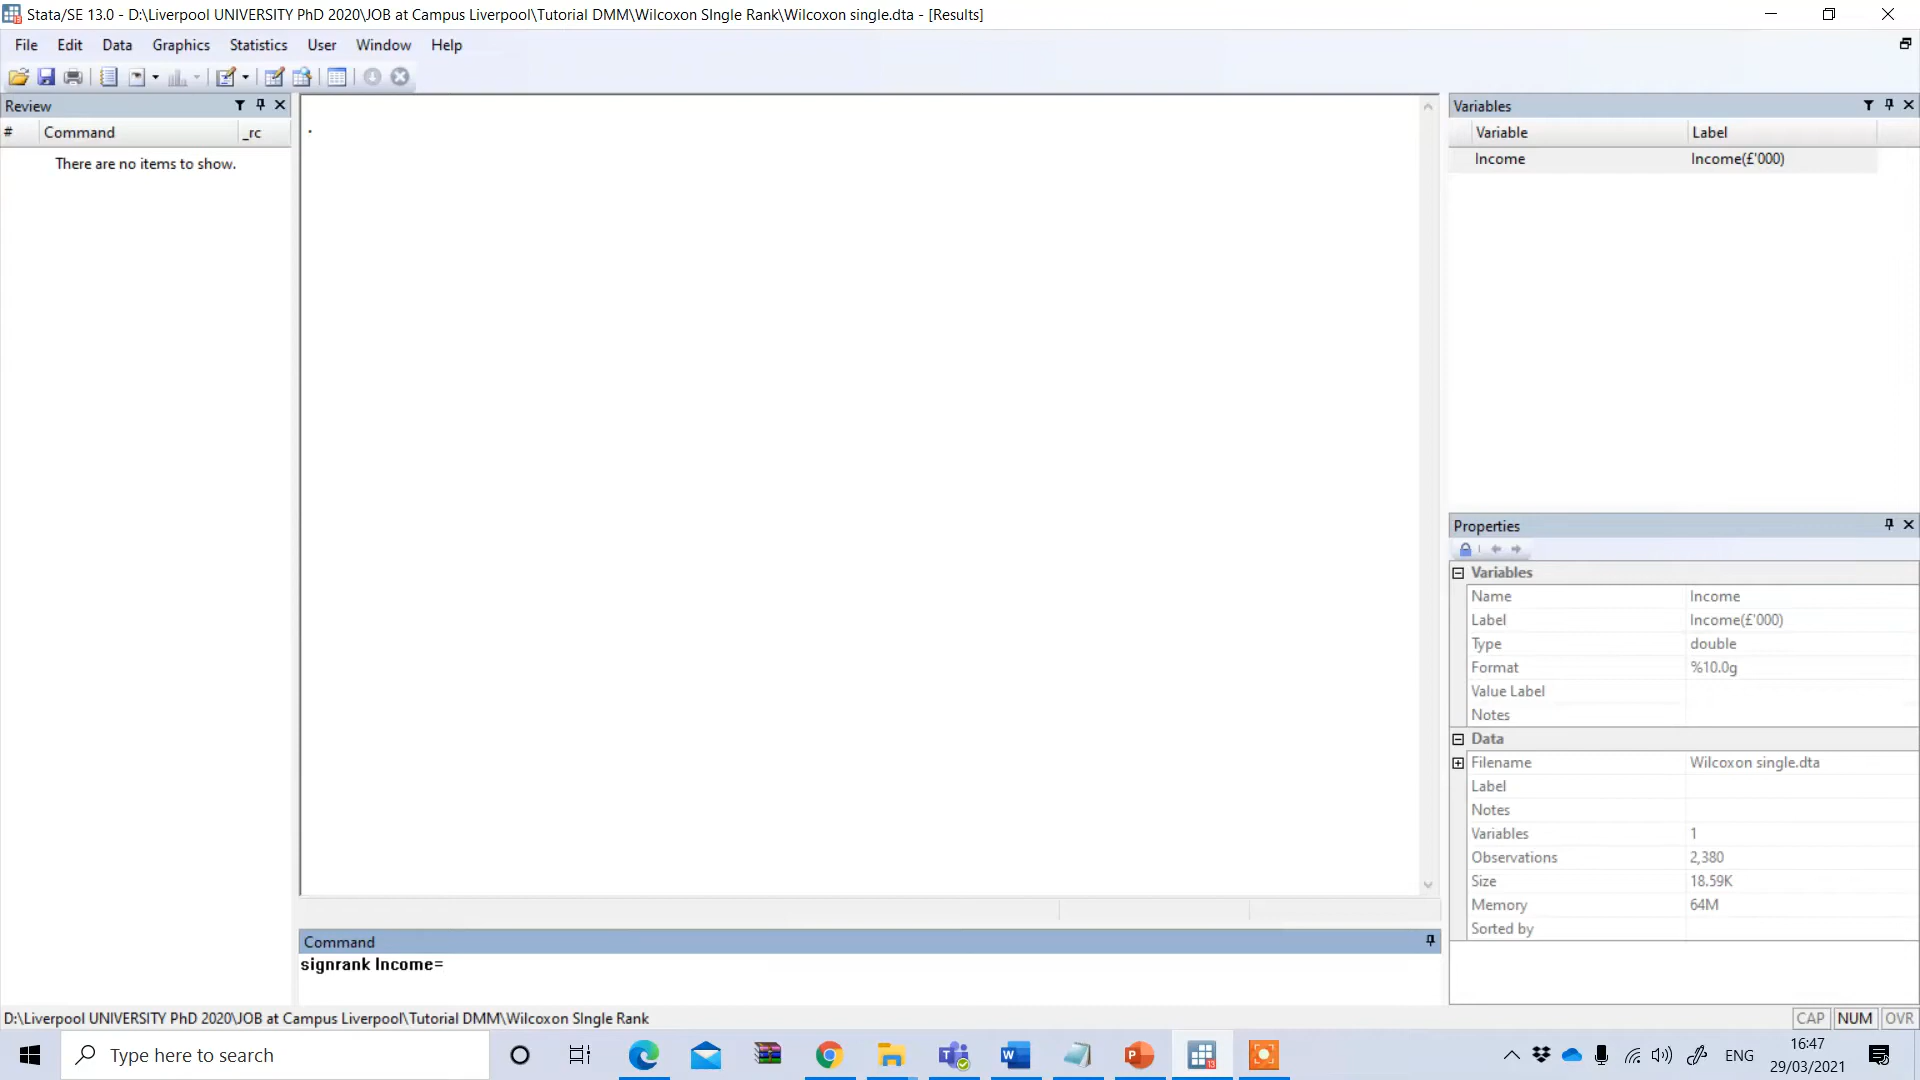 Stata/SE 13.0 - D:\Liverpool UNIVERSITY PhD 2020\JOB at Campus Liverpool\Tutorial DMM\Wilcoxon SIngle Rank\Wilcoxon single.dta - [Results]
File Edit Data Graphics Statistics User Window Help
Review
# Command _rc
There are no items to show.
.
Variables
Variable Label
Income Income(£'000)
Properties
Variables
Name Income
Label Income(£'000)
Type double
Format %10.0g
Value Label
Notes
Data
Filename Wilcoxon single.dta
Label
Notes
Variables 1
Observations 2,380
Size 18.59K
Memory 64M
Sorted by
Command
signrank Income=
D:\Liverpool UNIVERSITY PhD 2020\JOB at Campus Liverpool\Tutorial DMM\Wilcoxon SIngle Rank
CAP NUM OVR
Type here to search
ENG
16:47
29/03/2021